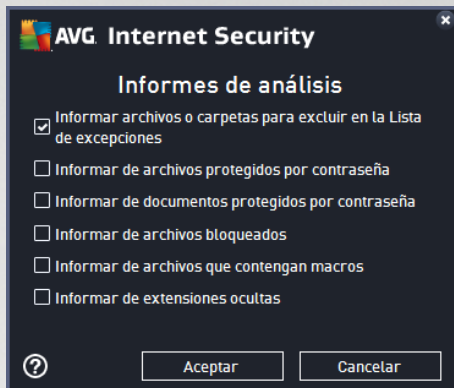 AVG Internet Security
Informes de análisis
Informar archivos o carpetas para excluir en la Lista
de excepciones
Informar de archivos protegidos por contraseña
Informar de documentos protegidos por contraseña
Informar de archivos bloqueados
Informar de archivos que contengan macros
Informar de extensiones ocultas
?
Aceptar
Cancelar